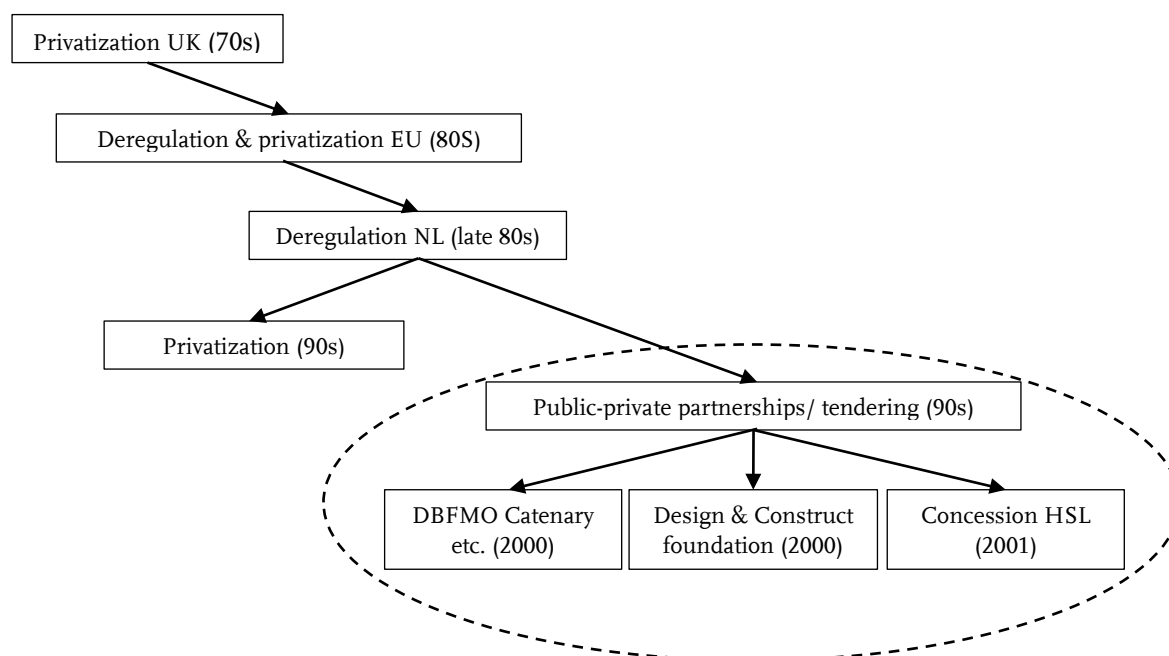 Privatization UK (70s)
Deregulation & privatization EU (80S)
Deregulation NL (late 80s)
Privatization (90s)
Public-private partnerships/ tendering (90s)
DBFMO Catenary
etc. (2000)
Design & Construct
foundation (2000)
Concession HSL
(2001)